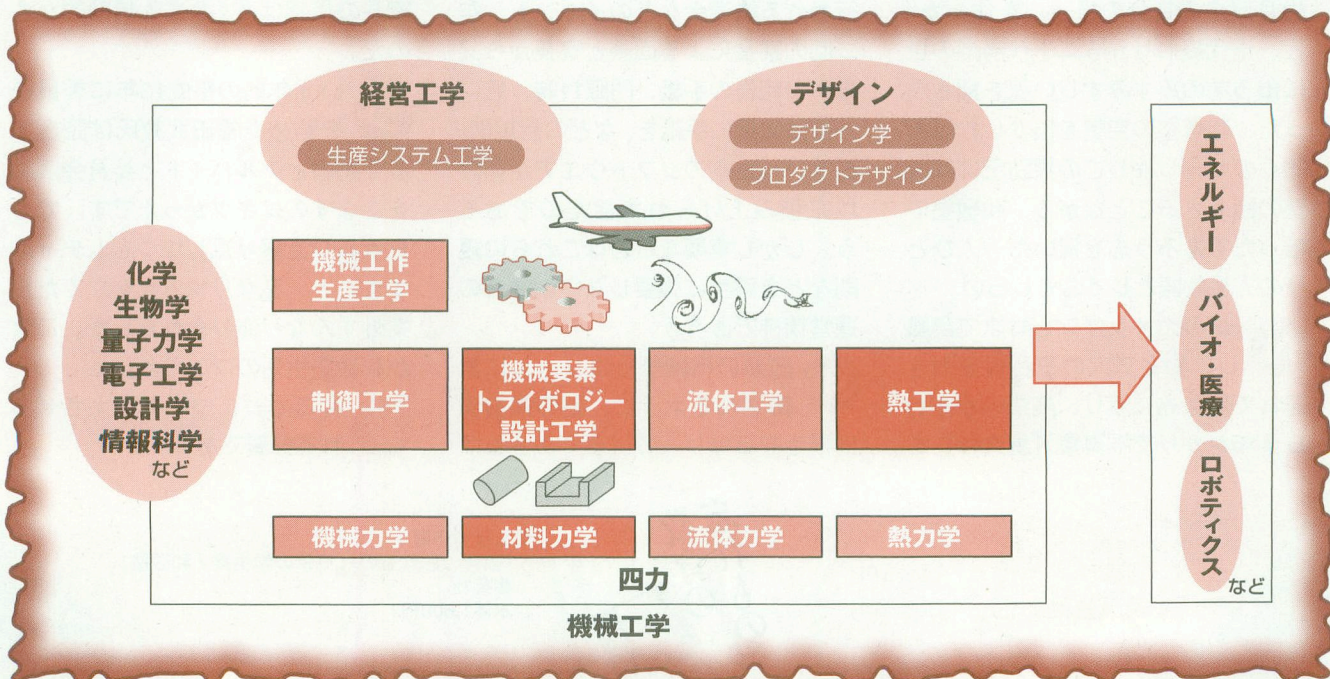 経営工学
生産システム工学
デザイン
デザイン学
プロダクトデザイン
化学
生物学
量子力学
電子工学
設計学
情報科学
など
機械工作
生産工学
制御工学
機械要素
トライボロジー
設計工学
流体工学
熱工学
機械力学
材料力学
流体力学
熱力学
四力
機械工学
エネルギー
バイオ・医療
ロボティクス
など